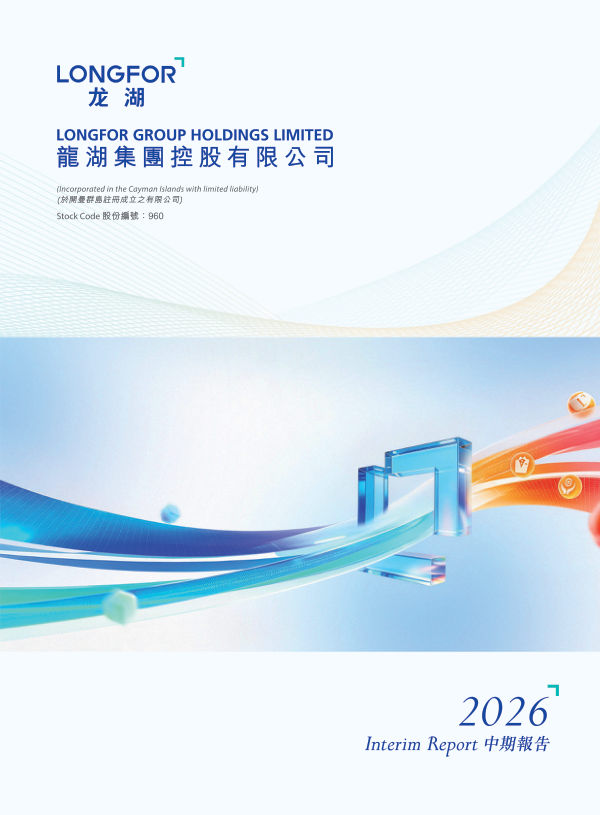 LONGFOR
龙湖
LONGFOR GROUP HOLDINGS LIMITED
龍湖集團控股有限公司
(Incorporated in the Cayman Islands with limited liability)
(於開曼群島註冊成立之有限公司)
Stock Code 股份編號：960
2026
Interim Report 中期報告